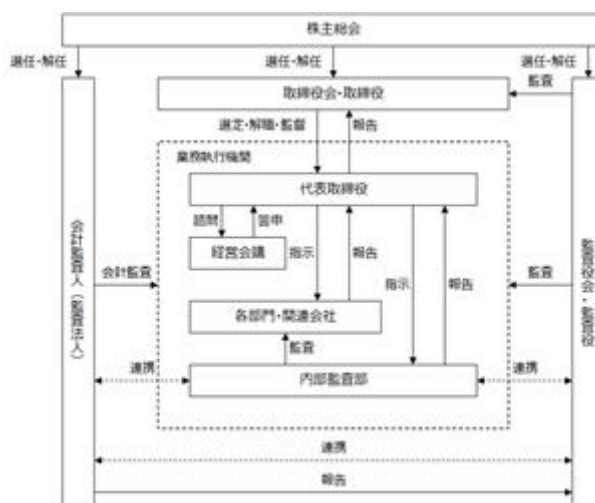 株主総会
選任・解任
選任・解任
選任・解任
取締役会・取締役
監査
選定・解職・監督
報告
業務執行機関
代表取締役
諮問
答申
経営会議
指示
報告
指示
報告
会計監査人(監査法人)
会計監査
監査
監査役会・監査役
各部門・関連会社
監査
連携
内部監査部
連携
連携
報告